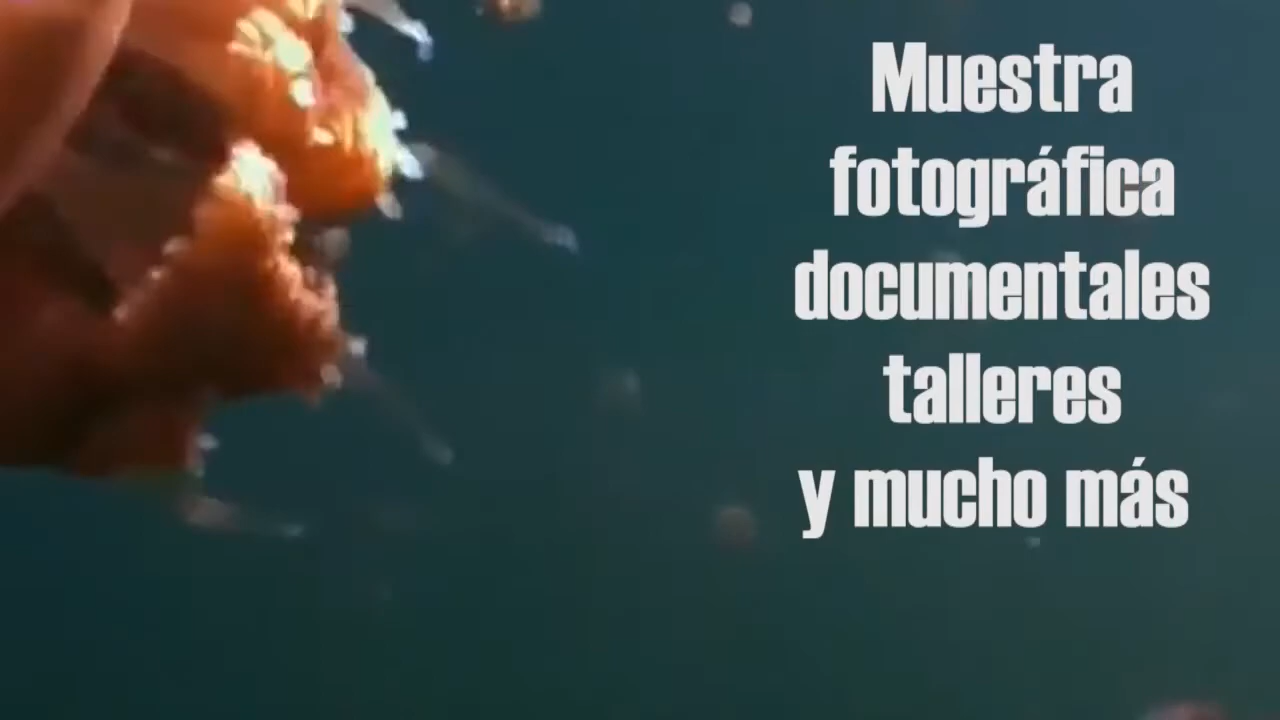 Muestra
fotográfica
documentales
talleres
y mucho más